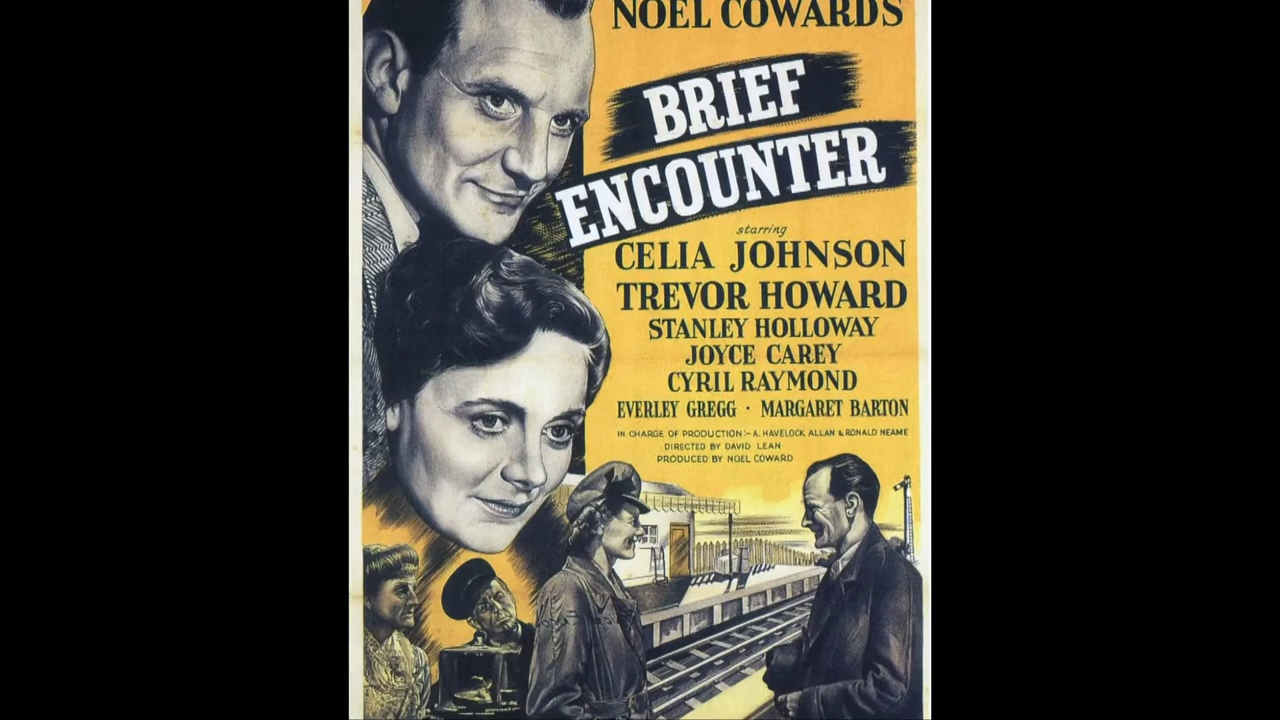 NOËL COWARD'S
BRIEF
ENCOUNTER
starring
CELIA JOHNSON
TREVOR HOWARD
STANLEY HOLLOWAY
JOYCE CAREY
CYRIL RAYMOND
EVERLEY GREGG · MARGARET BARTON
IN CHARGE OF PRODUCTION:- A. HAVELOCK ALLAN & RONALD NEAME
DIRECTED BY DAVID LEAN
PRODUCED BY NOEL COWARD